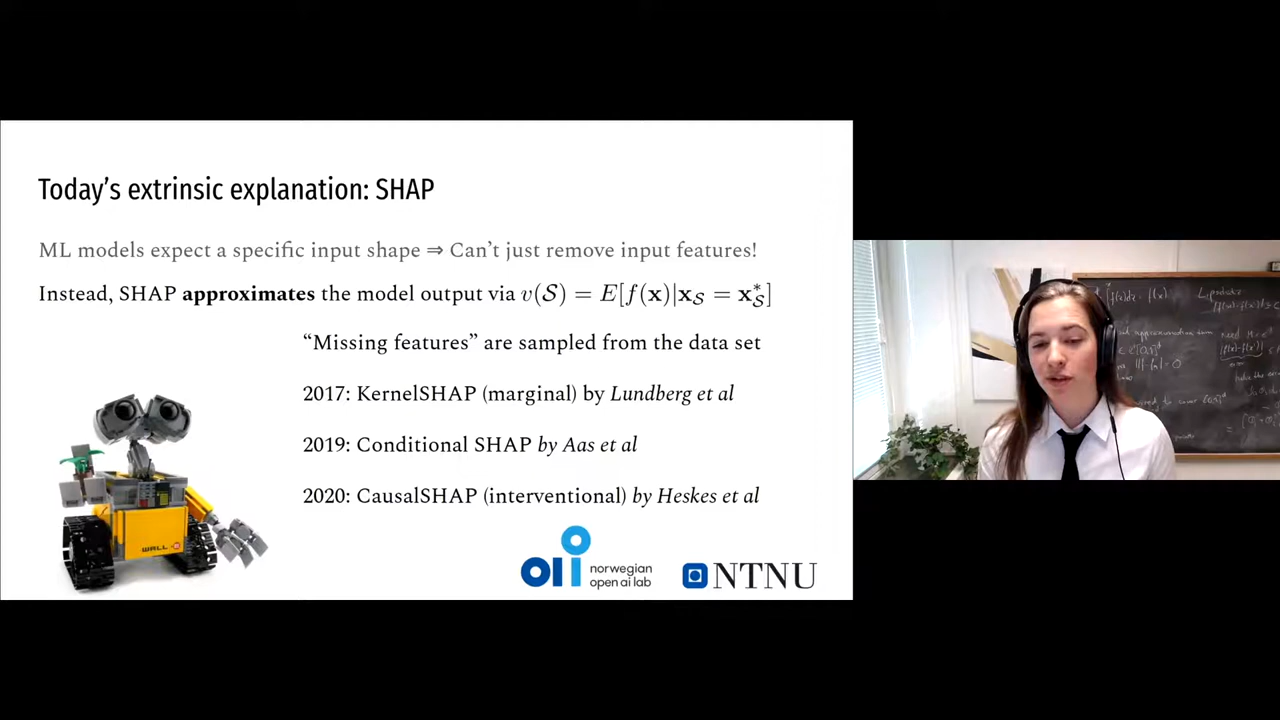 Today's extrinsic explanation: SHAP
ML models expect a specific input shape ⇒ Can't just remove input features!
Instead, SHAP approximates the model output via v(𝒮) = E[f(𝐱)|𝐱_𝒮 = 𝐱*_𝒮]
“Missing features” are sampled from the data set
2017: KernelSHAP (marginal) by Lundberg et al
2019: Conditional SHAP by Aas et al
2020: CausalSHAP (interventional) by Heskes et al
WALL•E
norwegian
open ai lab
NTNU